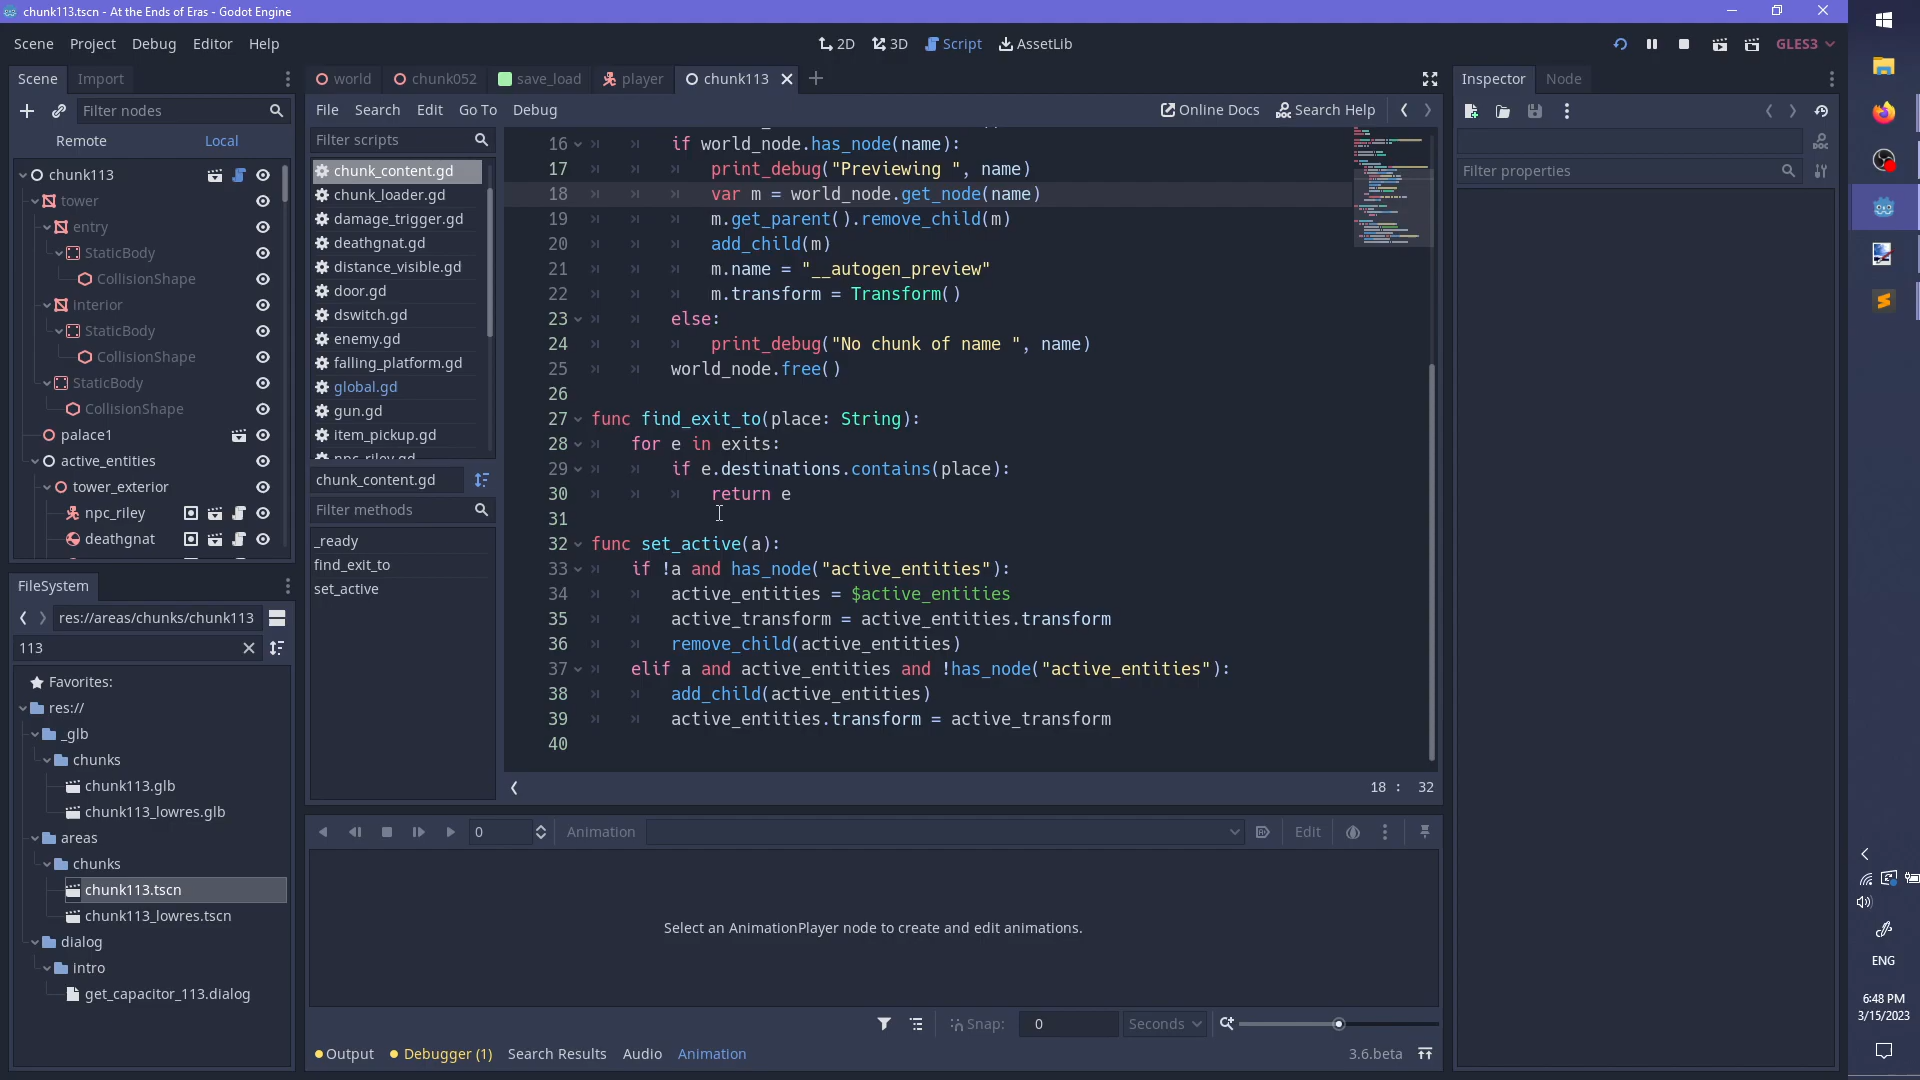 chunk113.tscn - At the Ends of Eras - Godot Engine
Scene Project Debug Editor Help
2D 3D Script AssetLib
GLES3
Scene Import
world chunk052 save_load player chunk113
Inspector Node
Filter nodes
File Search Edit Go To Debug
Online Docs Search Help
Remote Local
Filter scripts
Filter properties
chunk113
tower
entry
StaticBody
CollisionShape
interior
StaticBody
CollisionShape
StaticBody
CollisionShape
palace1
active_entities
tower_exterior
npc_riley
deathgnat
chunk_content.gd
chunk_loader.gd
damage_trigger.gd
deathgnat.gd
distance_visible.gd
door.gd
dswitch.gd
enemy.gd
falling_platform.gd
global.gd
gun.gd
item_pickup.gd
npc_riley.gd
chunk_content.gd
Filter methods
_ready
find_exit_to
set_active
16 if world_node.has_node(name):
17 print_debug("Previewing ", name)
18 var m = world_node.get_node(name)
19 m.get_parent().remove_child(m)
20 add_child(m)
21 m.name = "__autogen_preview"
22 m.transform = Transform()
23 else:
24 print_debug("No chunk of name ", name)
25 world_node.free()
26
27 func find_exit_to(place: String):
28 for e in exits:
29 if e.destinations.contains(place):
30 return e
31
32 func set_active(a):
33 if !a and has_node("active_entities"):
34 active_entities = $active_entities
35 active_transform = active_entities.transform
36 remove_child(active_entities)
37 elif a and active_entities and !has_node("active_entities"):
38 add_child(active_entities)
39 active_entities.transform = active_transform
40
18 : 32
FileSystem
res://areas/chunks/chunk113
113
Favorites:
res://
_glb
chunks
chunk113.glb
chunk113_lowres.glb
areas
chunks
chunk113.tscn
chunk113_lowres.tscn
dialog
intro
get_capacitor_113.dialog
0 Animation Edit
Select an AnimationPlayer node to create and edit animations.
Snap: 0 Seconds
Output Debugger (1) Search Results Audio Animation
3.6.beta
ENG
6:48 PM
3/15/2023